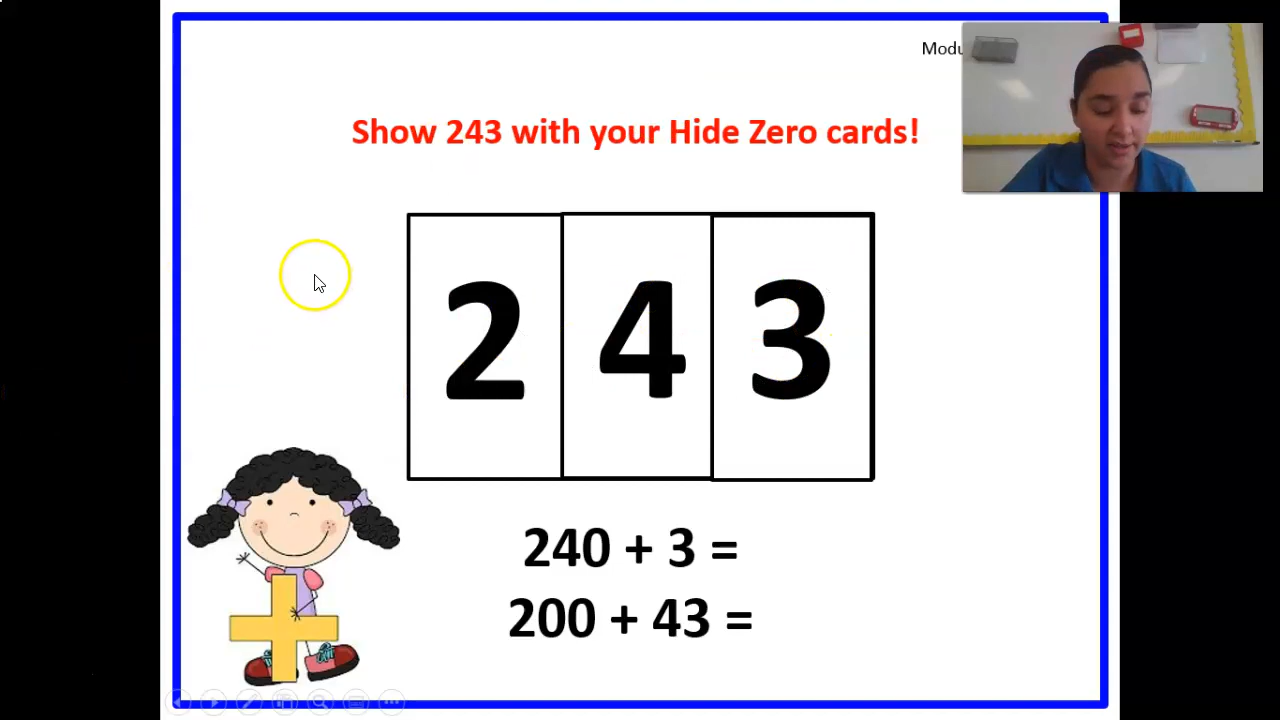 Show 243 with your Hide Zero cards!
2 4 3
240 + 3 =
200 + 43 =